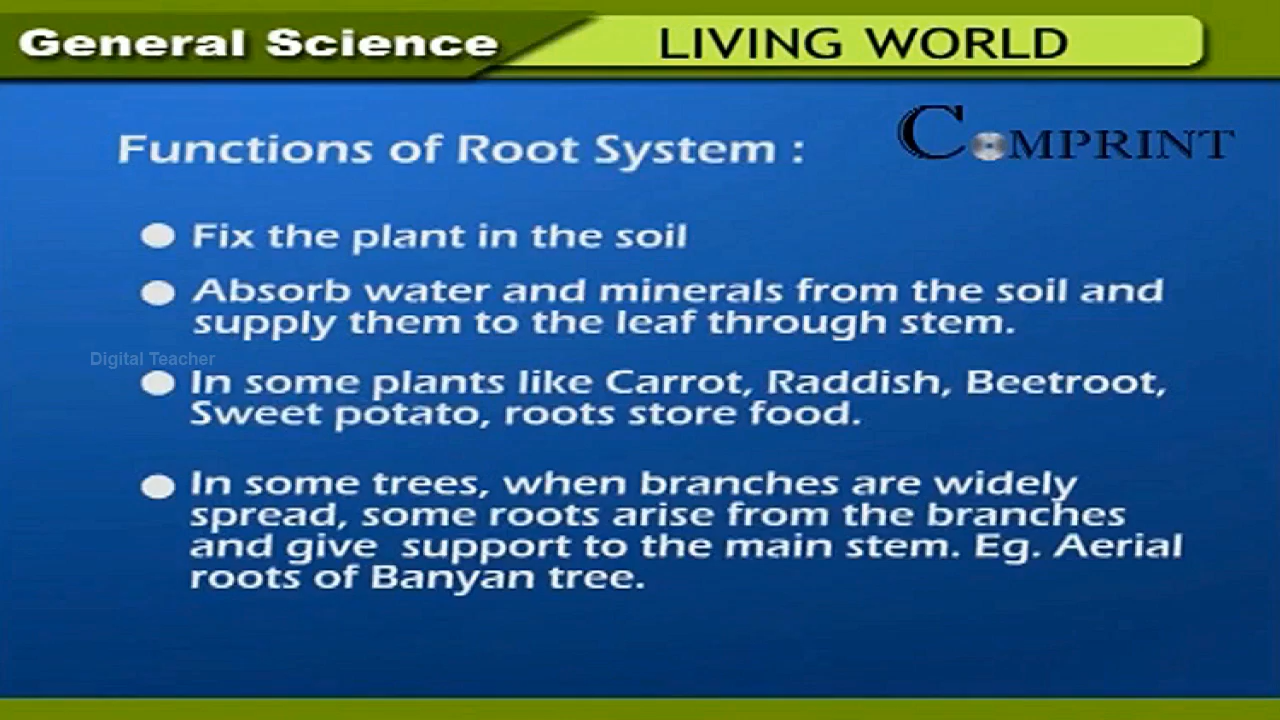 General Science
LIVING WORLD
COMPRINT
Functions of Root System :
Fix the plant in the soil
Absorb water and minerals from the soil and
supply them to the leaf through stem.
Digital Teacher
In some plants like Carrot, Raddish, Beetroot,
Sweet potato, roots store food.
In some trees, when branches are widely
spread, some roots arise from the branches
and give support to the main stem. Eg. Aerial
roots of Banyan tree.